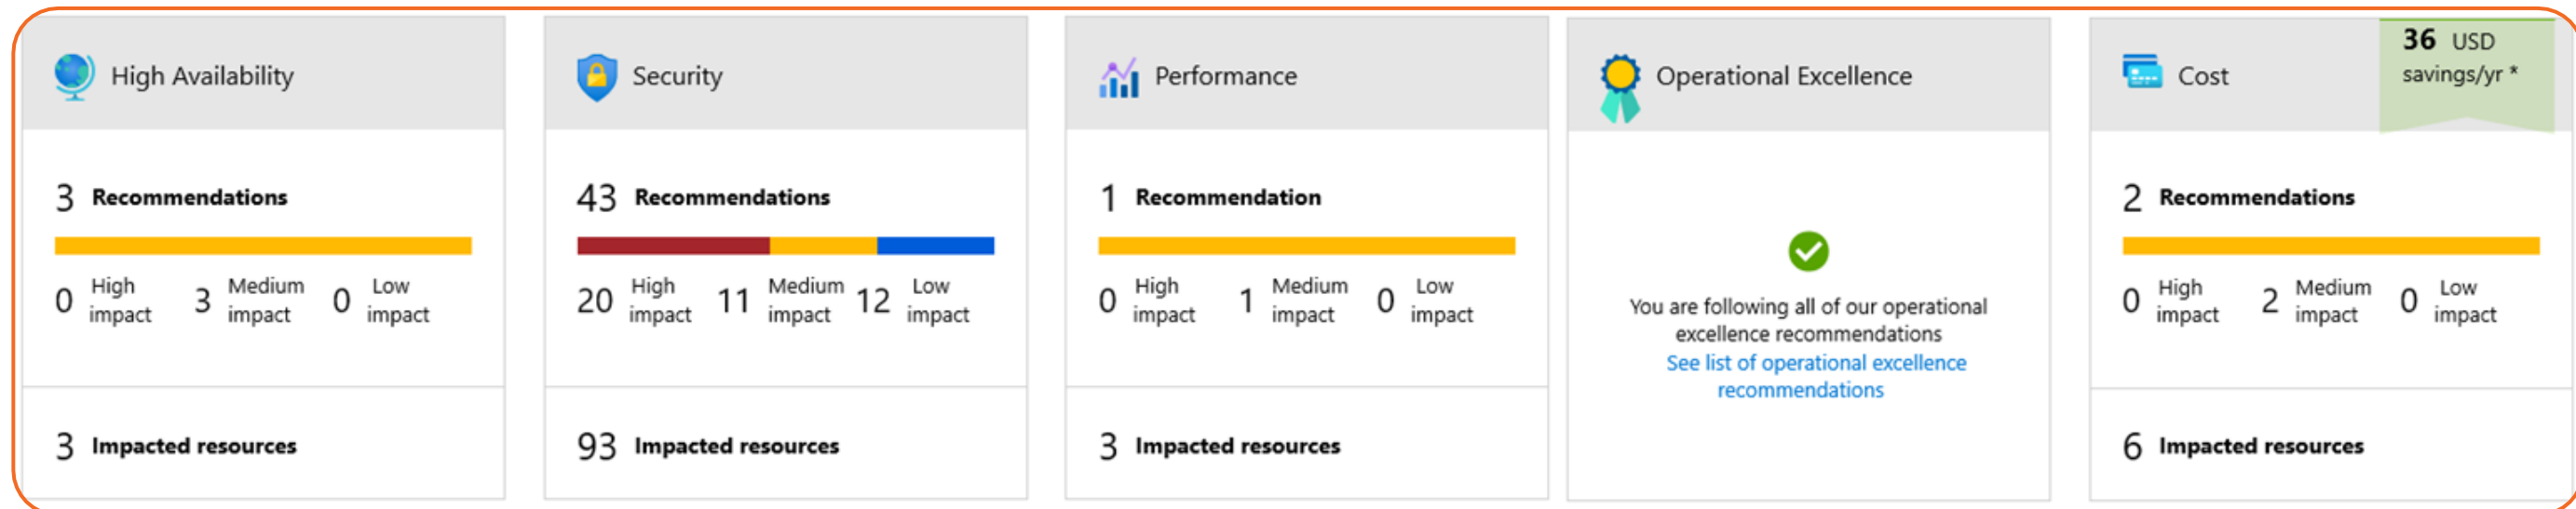 High Availability
3 Recommendations
0 High impact 3 Medium impact 0 Low impact
3 Impacted resources
Security
43 Recommendations
20 High impact 11 Medium impact 12 Low impact
93 Impacted resources
Performance
1 Recommendation
0 High impact 1 Medium impact 0 Low impact
3 Impacted resources
Operational Excellence
You are following all of our operational
excellence recommendations
See list of operational excellence
recommendations
Cost
36 USD
savings/yr *
2 Recommendations
0 High impact 2 Medium impact 0 Low impact
6 Impacted resources